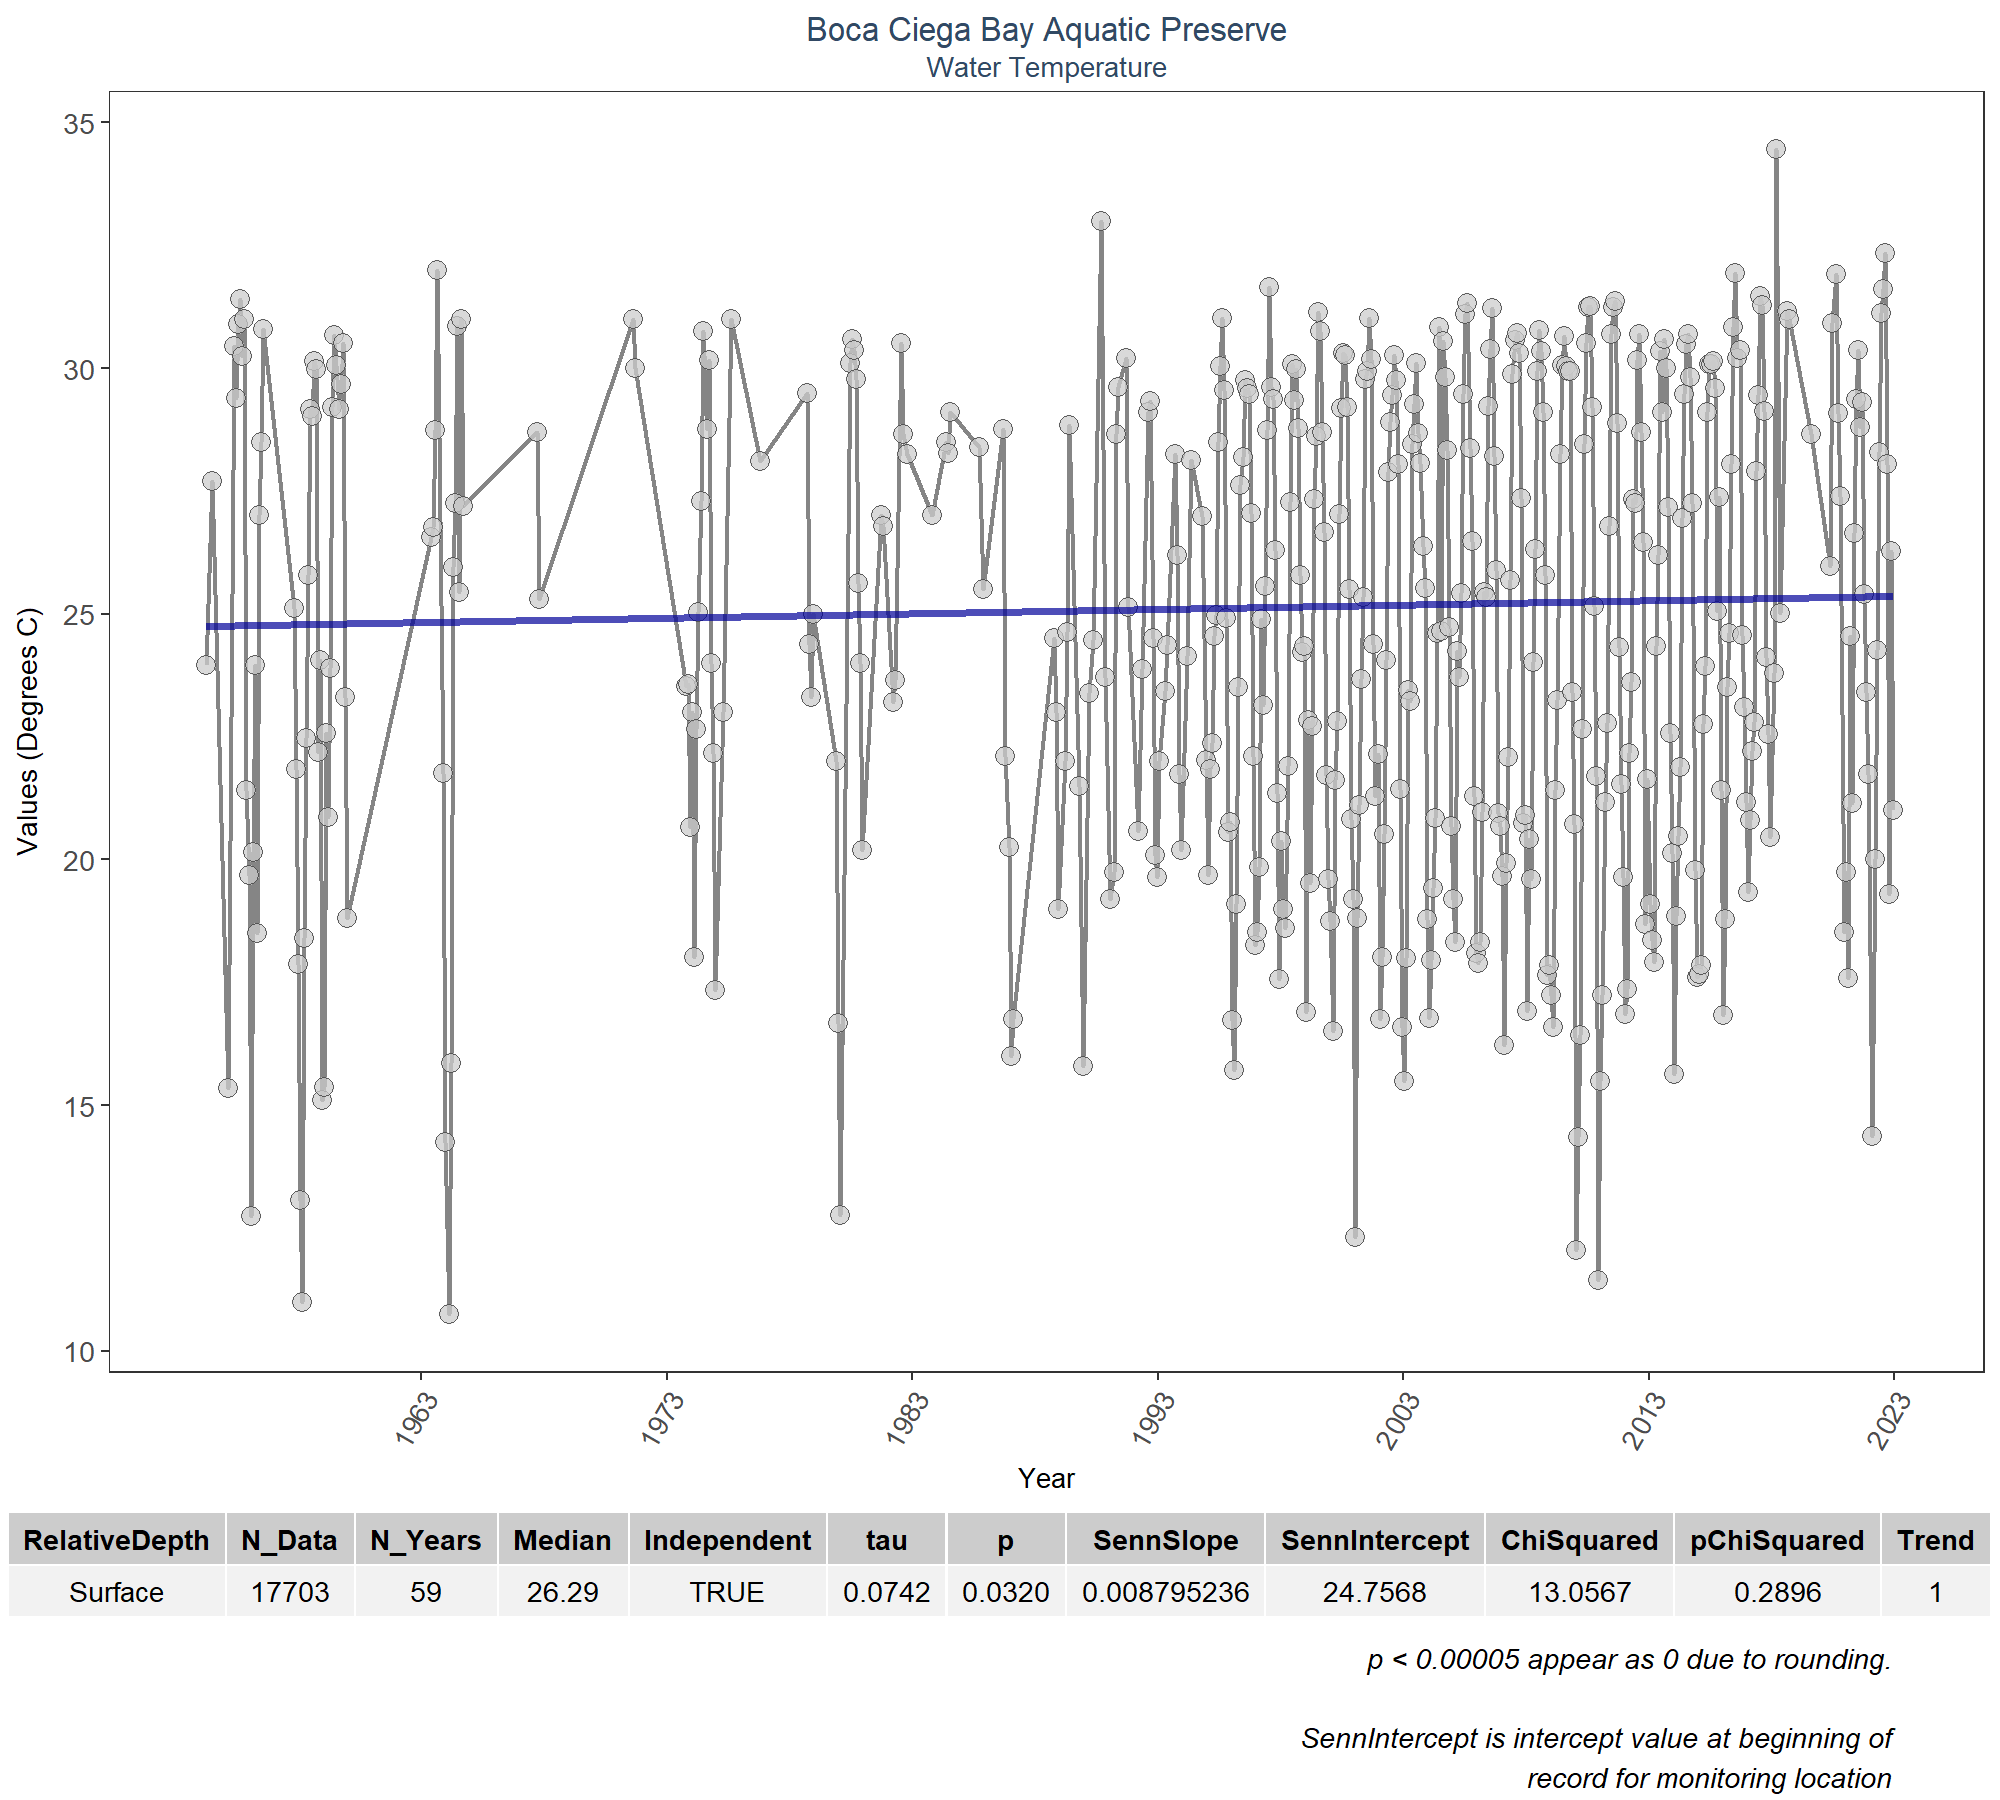 Boca Ciega Bay Aquatic Preserve
Water Temperature
35
30
25
20
15
10
Values (Degrees C)
1963
1973
1983
1993
2003
2013
2023
Year
RelativeDepth N_Data N_Years Median Independent tau p SennSlope SennIntercept ChiSquared pChiSquared Trend
Surface 17703 59 26.29 TRUE 0.0742 0.0320 0.008795236 24.7568 13.0567 0.2896 1
p < 0.00005 appear as 0 due to rounding.
SennIntercept is intercept value at beginning of
record for monitoring location